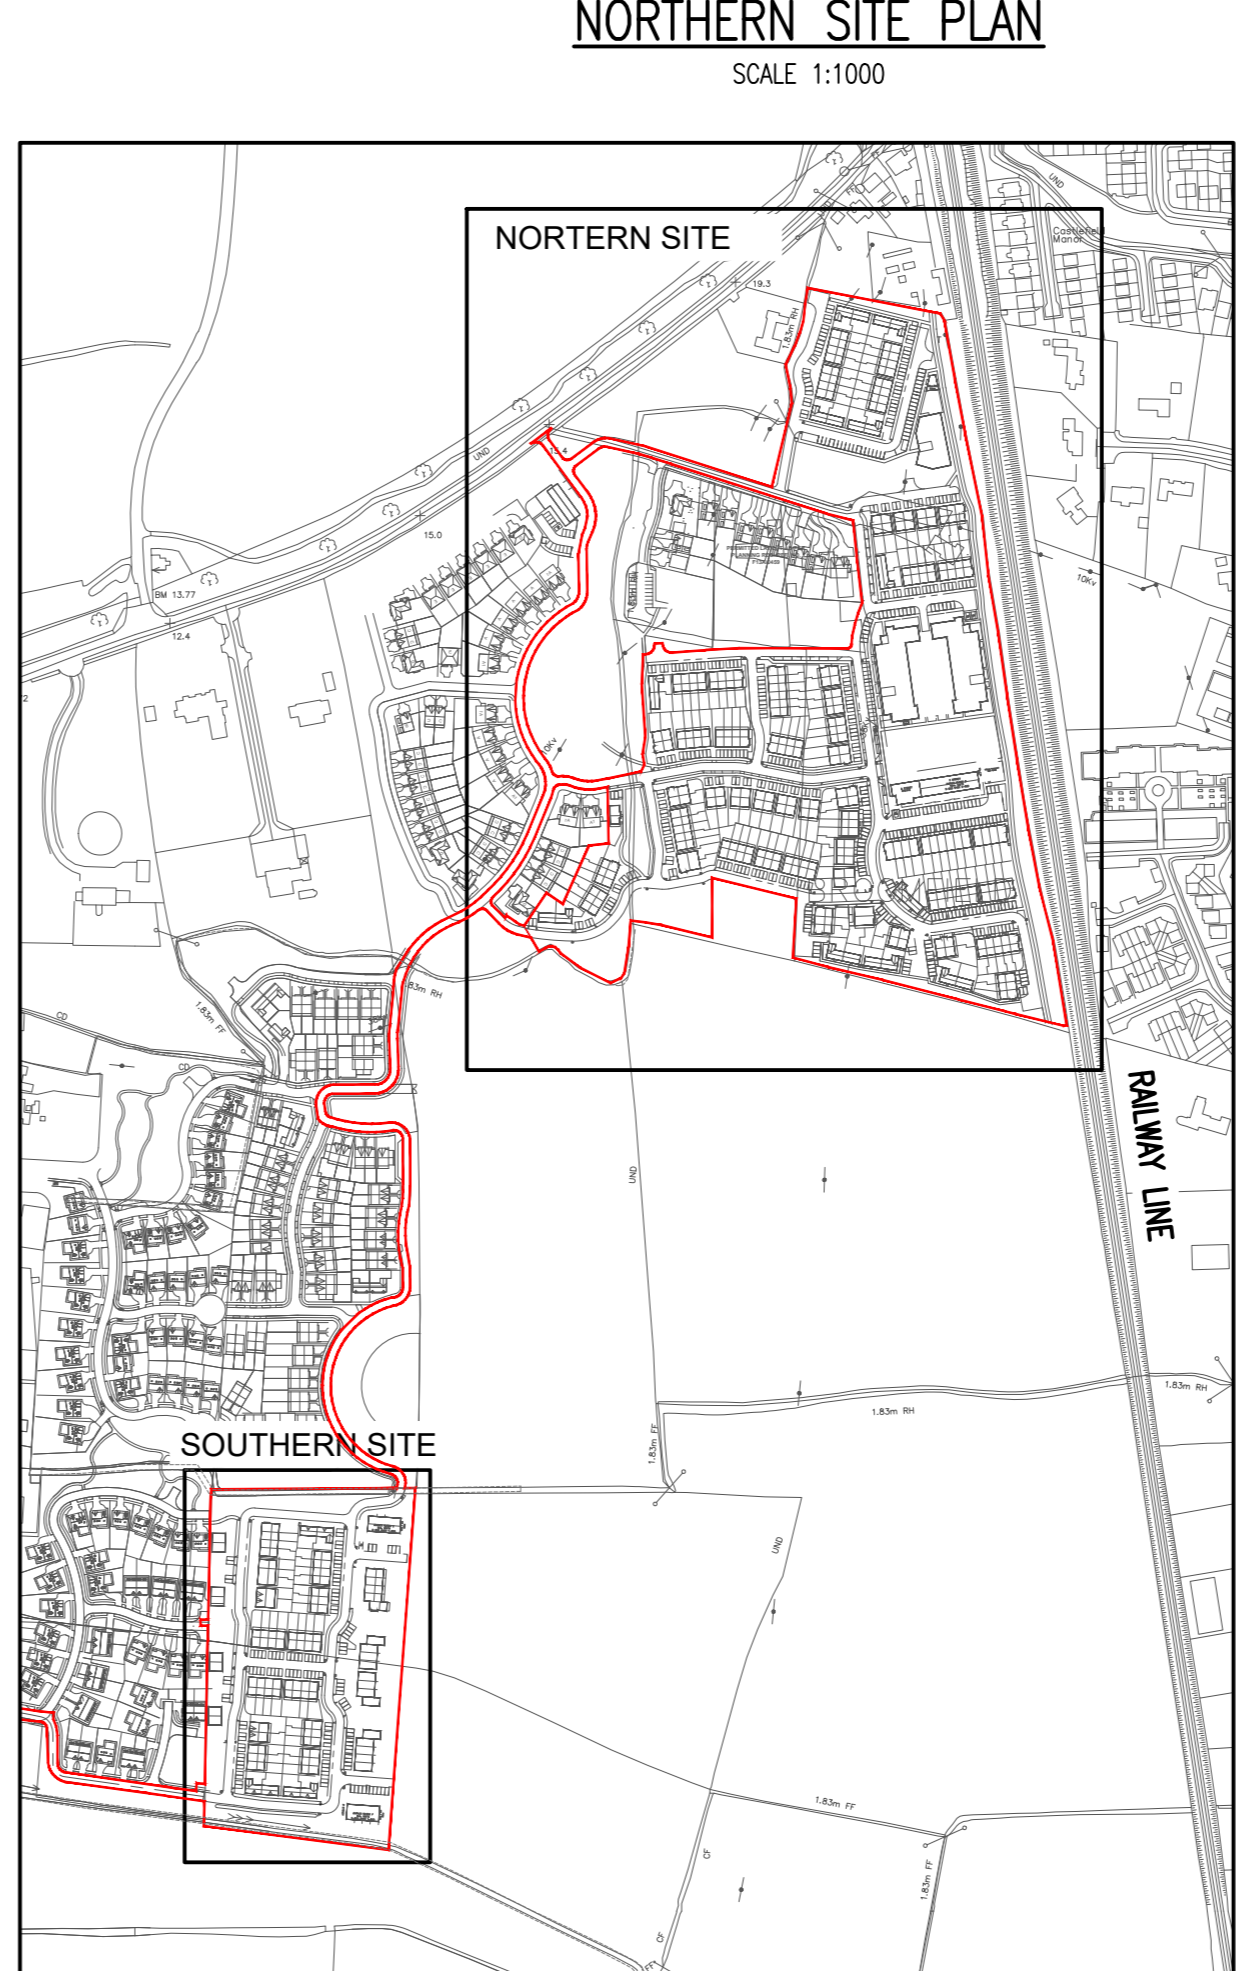 NORTHERN SITE PLAN
SCALE 1:1000
UND
FF
NORTERN SITE
Castlefield
Manor
19.3
1.83m RH
15.4
UND
15.0
10Kv
BM 13.77
12.4
2
10Kv
1.83m RH
1.83m FF
CD
CD
RAILWAY LINE
UND
1.83m RH
1.83m RH
1.83m FF
SOUTHERN SITE
UND
1.83m FF
CF
1.83m FF
CF
FF